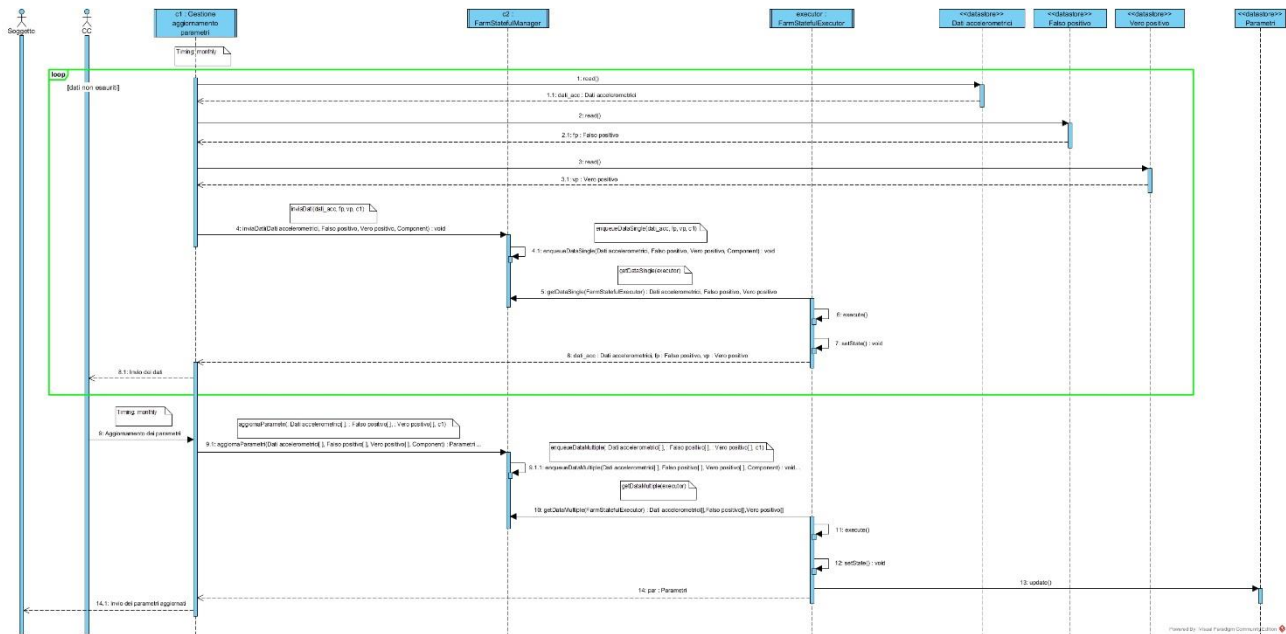 c1 : Gestione
aggiornamento
parametri
c2 :
FarmStatefulManager
executor :
FarmStatefulExecutor
<<datastore>>
Dati accelerometrici
<<datastore>>
Falso positivo
<<datastore>>
Vero positivo
<<datastore>>
Parametri
Soggetto
CC
Timing: monthly
loop
[dati non esauriti]
1: read()
1.1: dati_acc : Dati accelerometrici
2: read()
2.1: fp : Falso positivo
3: read()
3.1: vp : Vero positivo
inviaDati(dati_acc, fp, vp, c1)
4: inviaDati(Dati accelerometrici, Falso positivo, Vero positivo, Component) : void
enqueueDataSingle(dati_acc, fp, vp, c1) :
4.1: enqueueDataSingle(Dati accelerometrici, Falso positivo, Vero positivo, Component) : void
getDataSingle(executor)
5: getDataSingle(FarmStatefulExecutor) : Dati accelerometrici, Falso positivo, Vero positivo
6: execute()
7: setState() : void
8: dati_acc : Dati accelerometrici, fp : Falso positivo, vp : Vero positivo
8.1: Invio dei dati
Timing: monthly
9: Aggiornamento dei parametri
aggiornaParametri( Dati accelerometrici[ ], : Falso positivo[ ], : Vero positivo[ ], c1)
9.1: aggiornaParametri(Dati accelerometrici[ ], Falso positivo[ ], Vero positivo[ ], Component) : Parametri ...
enqueueDataMultiple( Dati accelerometrici[ ], Falso positivo[ ], Vero positivo[ ], c1)
9.1.1: enqueueDataMultiple(Dati accelerometrici[ ], Falso positivo[ ], Vero positivo[ ], Component) : void...
getDataMultiple(executor)
10: getDataMultiple(FarmStatefulExecutor) : Dati accelerometrici[],Falso positivo[],Vero positivo[]
11: execute()
12: setState() : void
13: update()
14: par : Parametri
14.1: Invio dei parametri aggiornati
Powered By Visual Paradigm Community Edition